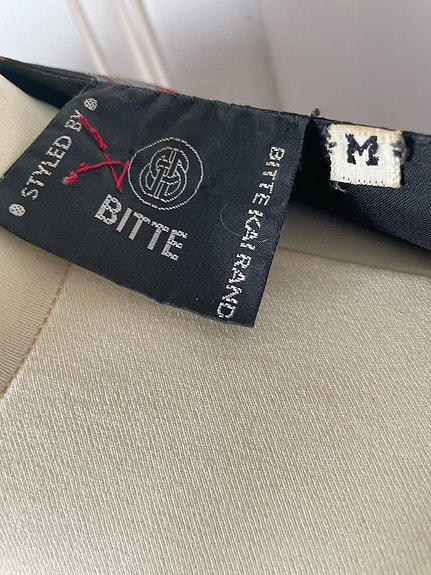 STYLED BY
BITTE
BITTE KAI RAND
M